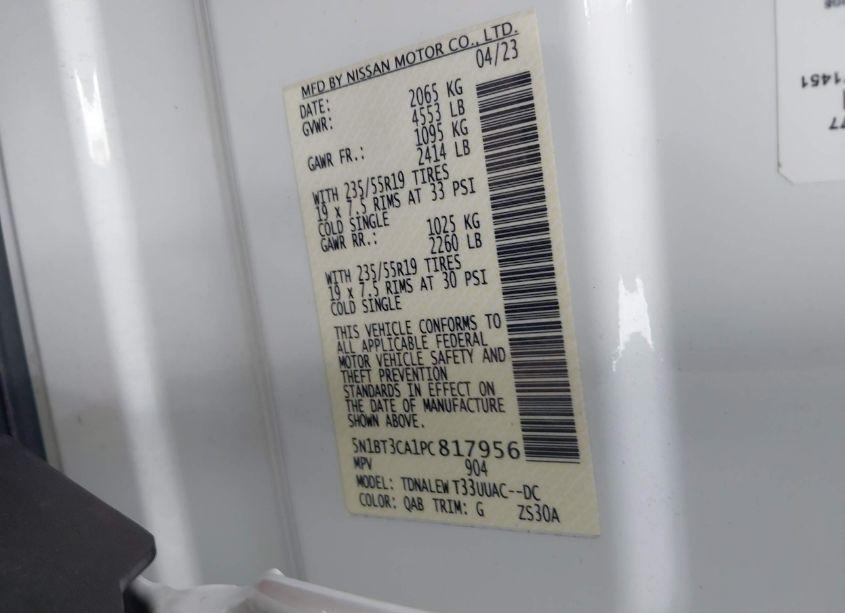 MFD BY NISSAN MOTOR CO., LTD.
DATE: 04/23
GVWR: 2065 KG
4553 LB
GAWR FR.: 1095 KG
2414 LB
WITH 235/55R19 TIRES
19 x 7.5 RIMS AT 33 PSI
COLD SINGLE
GAWR RR.: 1025 KG
2260 LB
WITH 235/55R19 TIRES
19 x 7.5 RIMS AT 30 PSI
COLD SINGLE
THIS VEHICLE CONFORMS TO
ALL APPLICABLE FEDERAL
MOTOR VEHICLE SAFETY AND
THEFT PREVENTION
STANDARDS IN EFFECT ON
THE DATE OF MANUFACTURE
SHOWN ABOVE.
5N1BT3CA1PC817956
MPV 904
MODEL: TDNALEW T33UUAC--DC
COLOR: QAB TRIM: G ZS30A